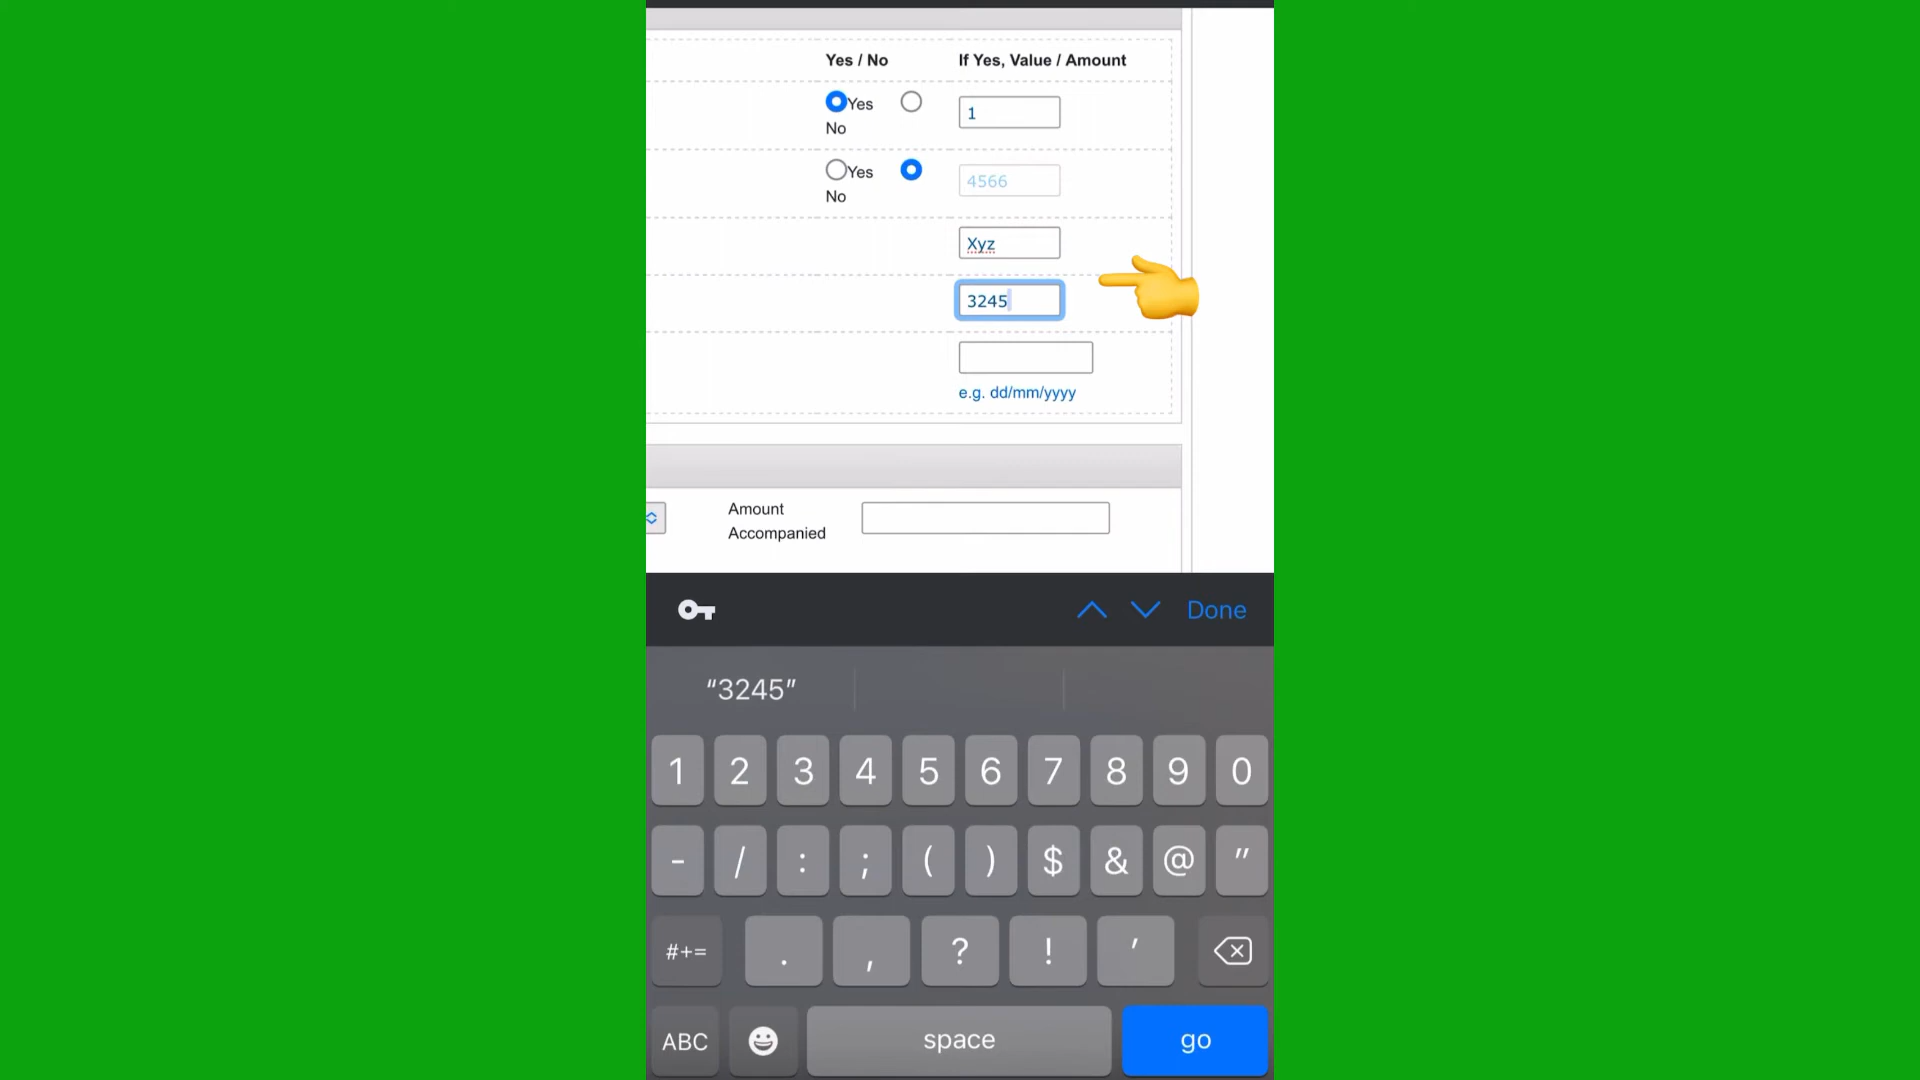 Yes / No If Yes, Value / Amount
Yes
No
1
Yes
No
4566
Xyz
3245
e.g. dd/mm/yyyy
Amount
Accompanied
Done
“3245”
1 2 3 4 5 6 7 8 9 0
- / : ; ( ) $ & @ "
#+= . , ? ! '
ABC space go